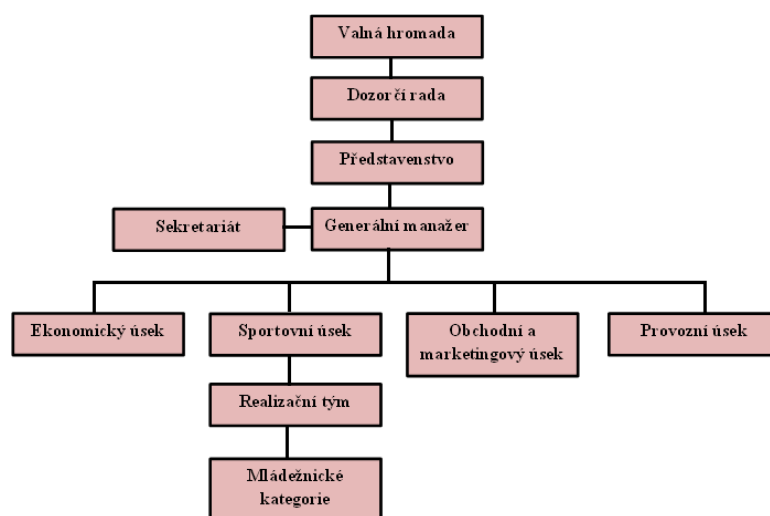 Valná hromada
Dozorčí rada
Představenstvo
Sekretariát
Generální manažer
Ekonomický úsek
Sportovní úsek
Obchodní a
marketingový úsek
Provozní úsek
Realizační tým
Mládežnické
kategorie